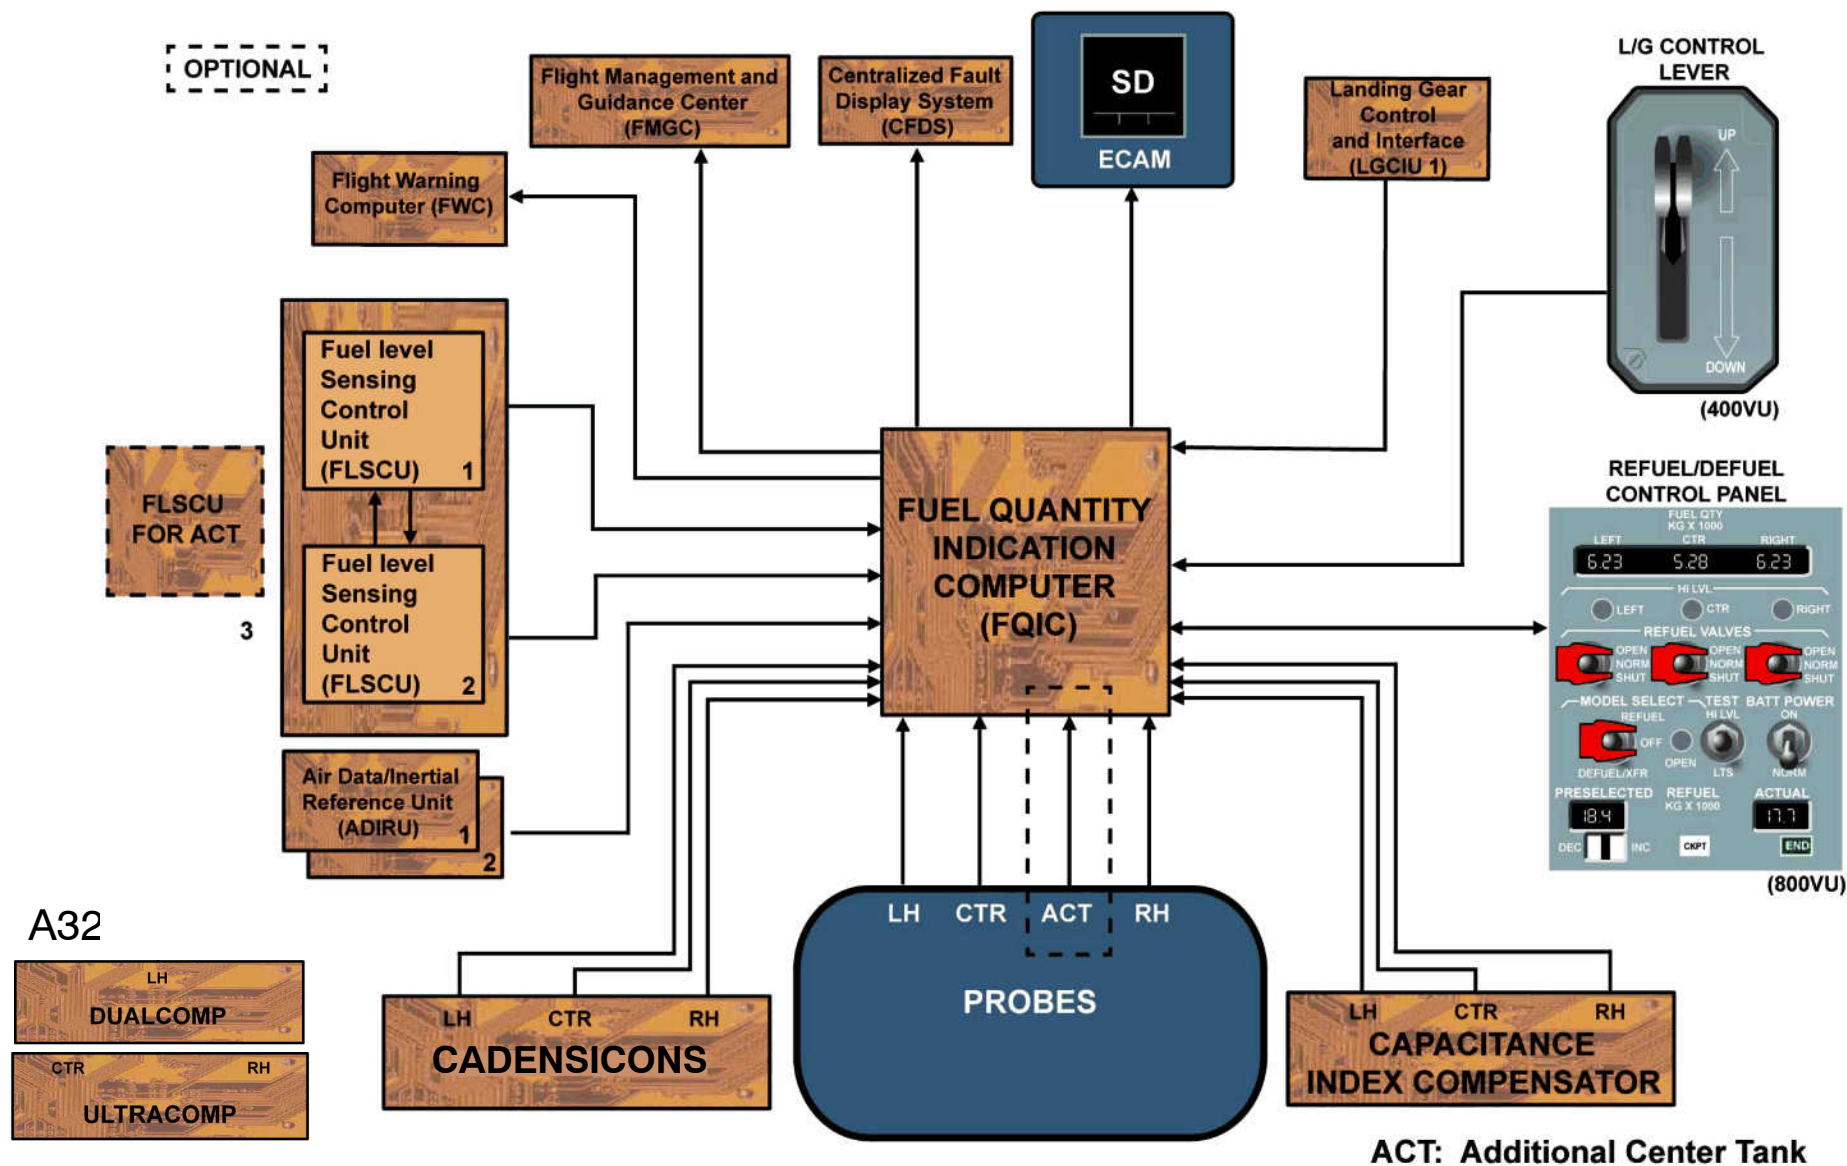 OPTIONAL
Flight Management and
Guidance Center
(FMGC)
Centralized Fault
Display System
(CFDS)
SD
ECAM
Landing Gear
Control
and Interface
(LGCIU 1)
L/G CONTROL
LEVER
UP
DOWN
(400VU)
Flight Warning
Computer (FWC)
Fuel level
Sensing
Control
Unit
(FLSCU) 1
FLSCU
FOR ACT
Fuel level
Sensing
Control
Unit
(FLSCU) 2
3
FUEL QUANTITY
INDICATION
COMPUTER
(FQIC)
REFUEL/DEFUEL
CONTROL PANEL
FUEL QTY
KG X 1000
LEFT CTR RIGHT
6.23 5.28 6.23
HI LVL
LEFT CTR RIGHT
REFUEL VALVES
OPEN OPEN OPEN
NORM NORM NORM
SHUT SHUT SHUT
MODEL SELECT TEST BATT POWER
REFUEL HI LVL ON
OFF
OPEN
DEFUEL/XFR LTS NORM
PRESELECTED REFUEL ACTUAL
KG X 1000
18.4 17.7
DEC INC CKPT END
(800VU)
Air Data/Inertial
Reference Unit
(ADIRU) 1
2
A32
LH
DUALCOMP
CTR RH
ULTRACOMP
LH CTR RH
CADENSICONS
LH CTR ACT RH
PROBES
LH CTR RH
CAPACITANCE
INDEX COMPENSATOR
ACT: Additional Center Tank